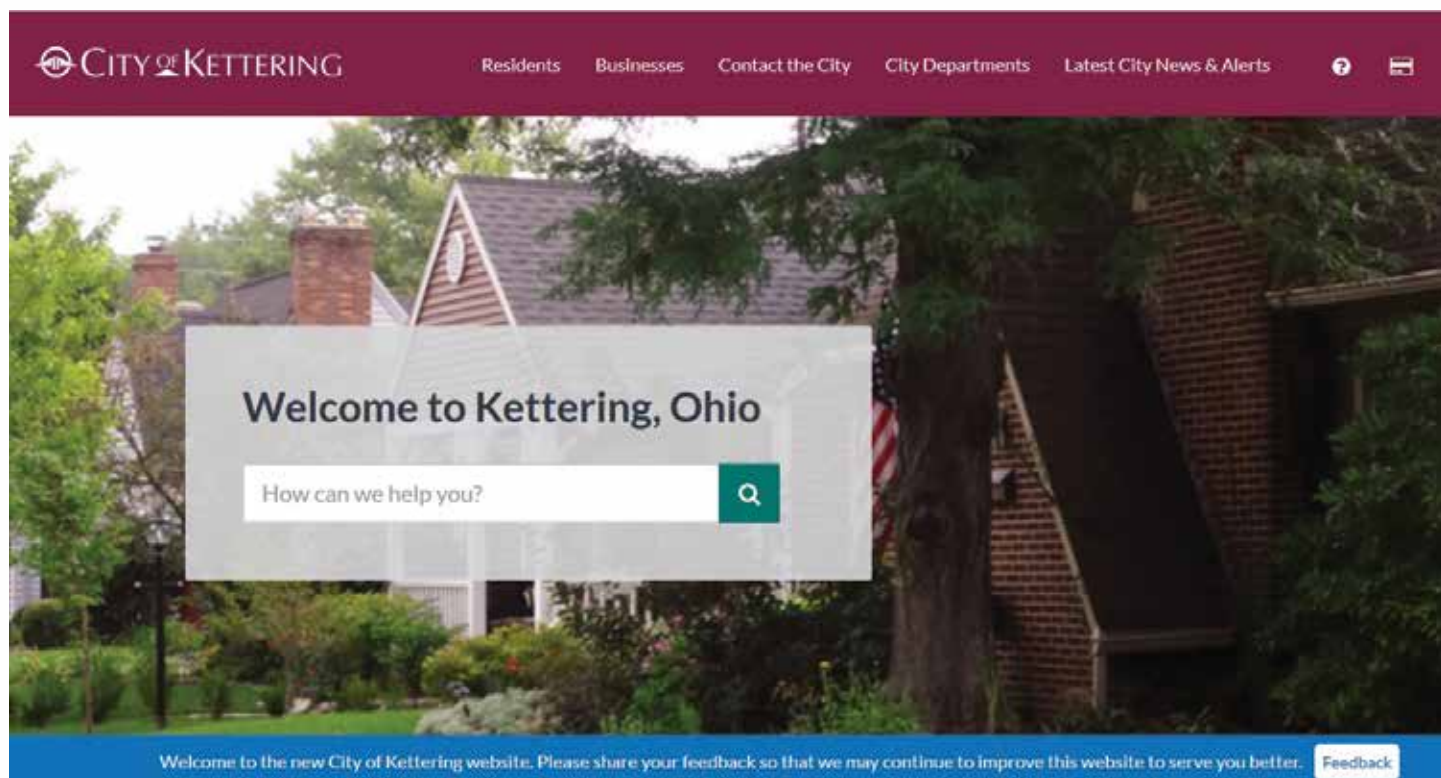 CITY OF KETTERING
Residents Businesses Contact the City City Departments Latest City News & Alerts ?
Welcome to Kettering, Ohio
How can we help you?
Welcome to the new City of Kettering website. Please share your feedback so that we may continue to improve this website to serve you better. Feedback